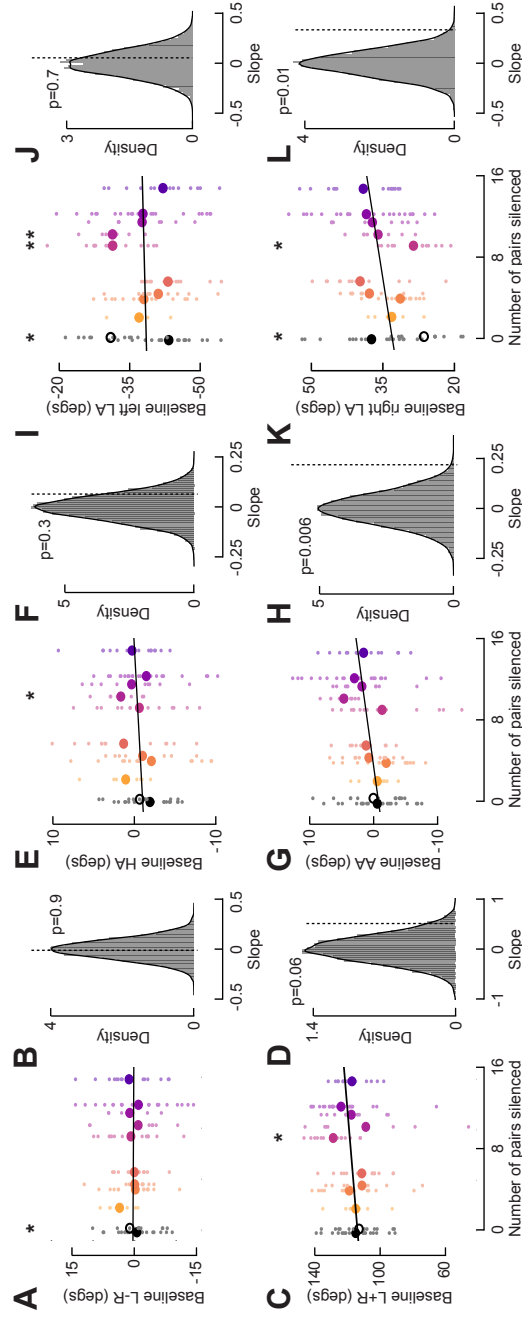 A
*
Baseline L-R (degs)
15
0
-15
B
p=0.9
Density
4
0
-0.5 0 0.5
Slope
C
*
Baseline L+R (degs)
140
100
60
0 8 16
Number of pairs silenced
D
p=0.06
Density
1.4
0
-1 0 1
Slope
E
*
Baseline HA (degs)
10
0
-10
F
p=0.3
Density
5
0
-0.25 0 0.25
Slope
G
Baseline AA (degs)
10
0
-10
0 8 16
Number of pairs silenced
H
p=0.006
Density
5
0
-0.25 0 0.25
Slope
I
* **
Baseline left LA (degs)
-20
-35
-50
J
p=0.7
Density
3
0
-0.5 0 0.5
Slope
K
* *
Baseline right LA (degs)
50
35
20
0 8 16
Number of pairs silenced
L
p=0.01
Density
4
0
-0.5 0 0.5
Slope